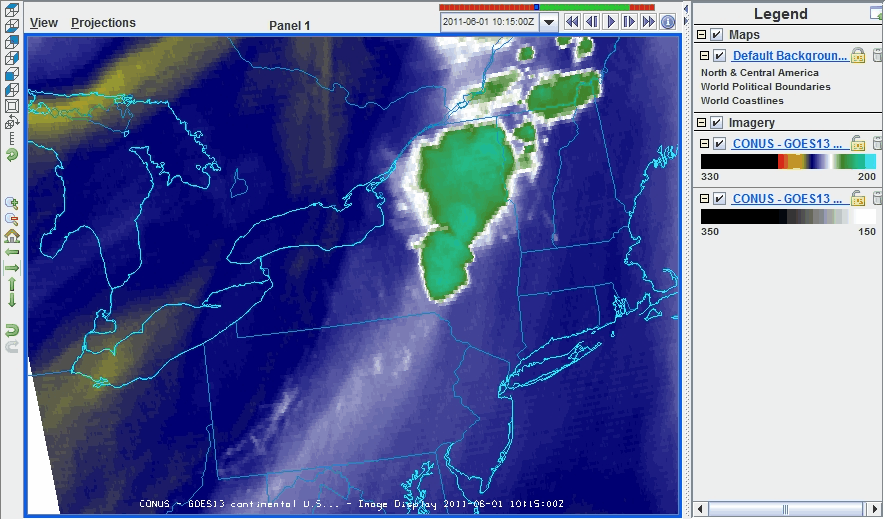 View Projections
Panel 1
2011-06-01 10:15:00Z
CONUS - GOES13 continental U.S... - Image Display 2011-06-01 10:15:00Z
Legend
Maps
Default Backgroun...
North & Central America
World Political Boundaries
World Coastlines
Imagery
CONUS - GOES13 ...
330 200
CONUS - GOES13 ...
350 150